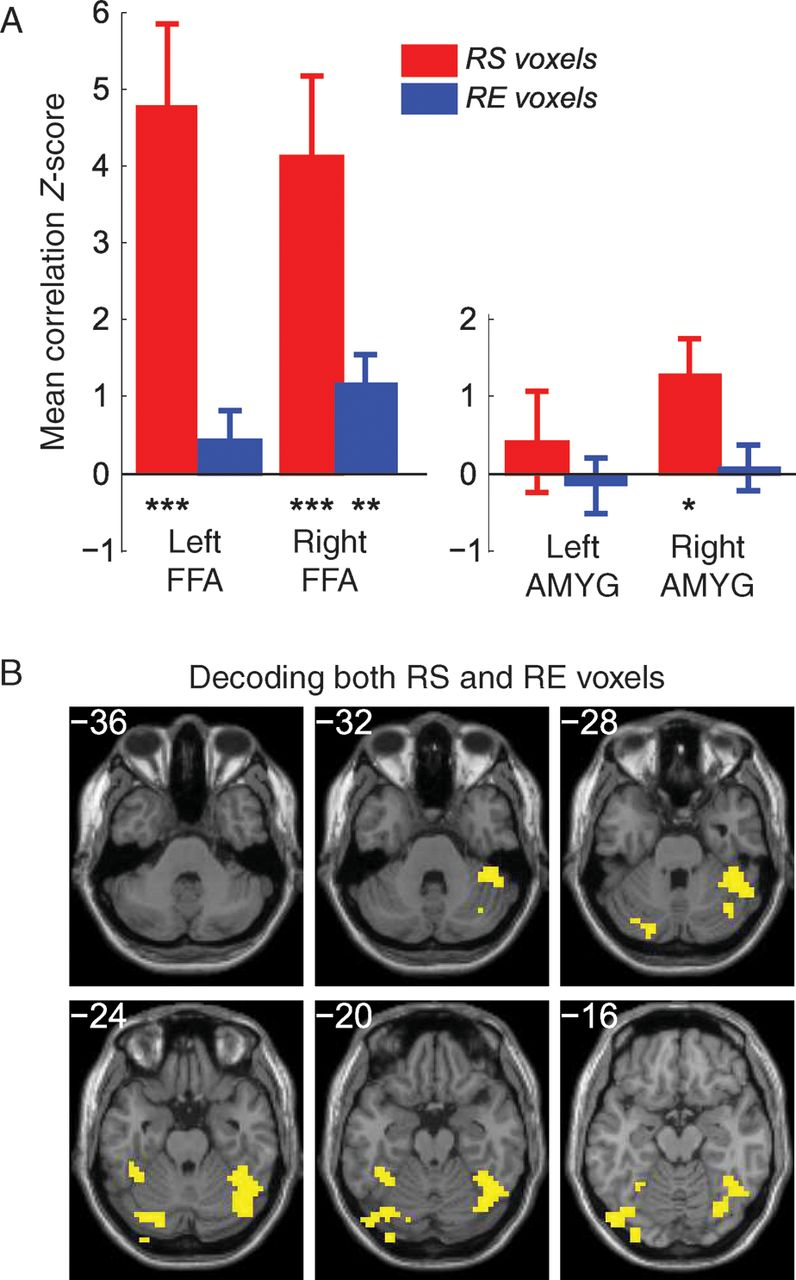 A
6
5
4
3
2
1
0
−1
Mean correlation Z-score
RS voxels
RE voxels
***
*** **
Left
FFA
Right
FFA
2
1
0
−1
*
Left
AMYG
Right
AMYG
B
Decoding both RS and RE voxels
−36
−32
−28
−24
−20
−16